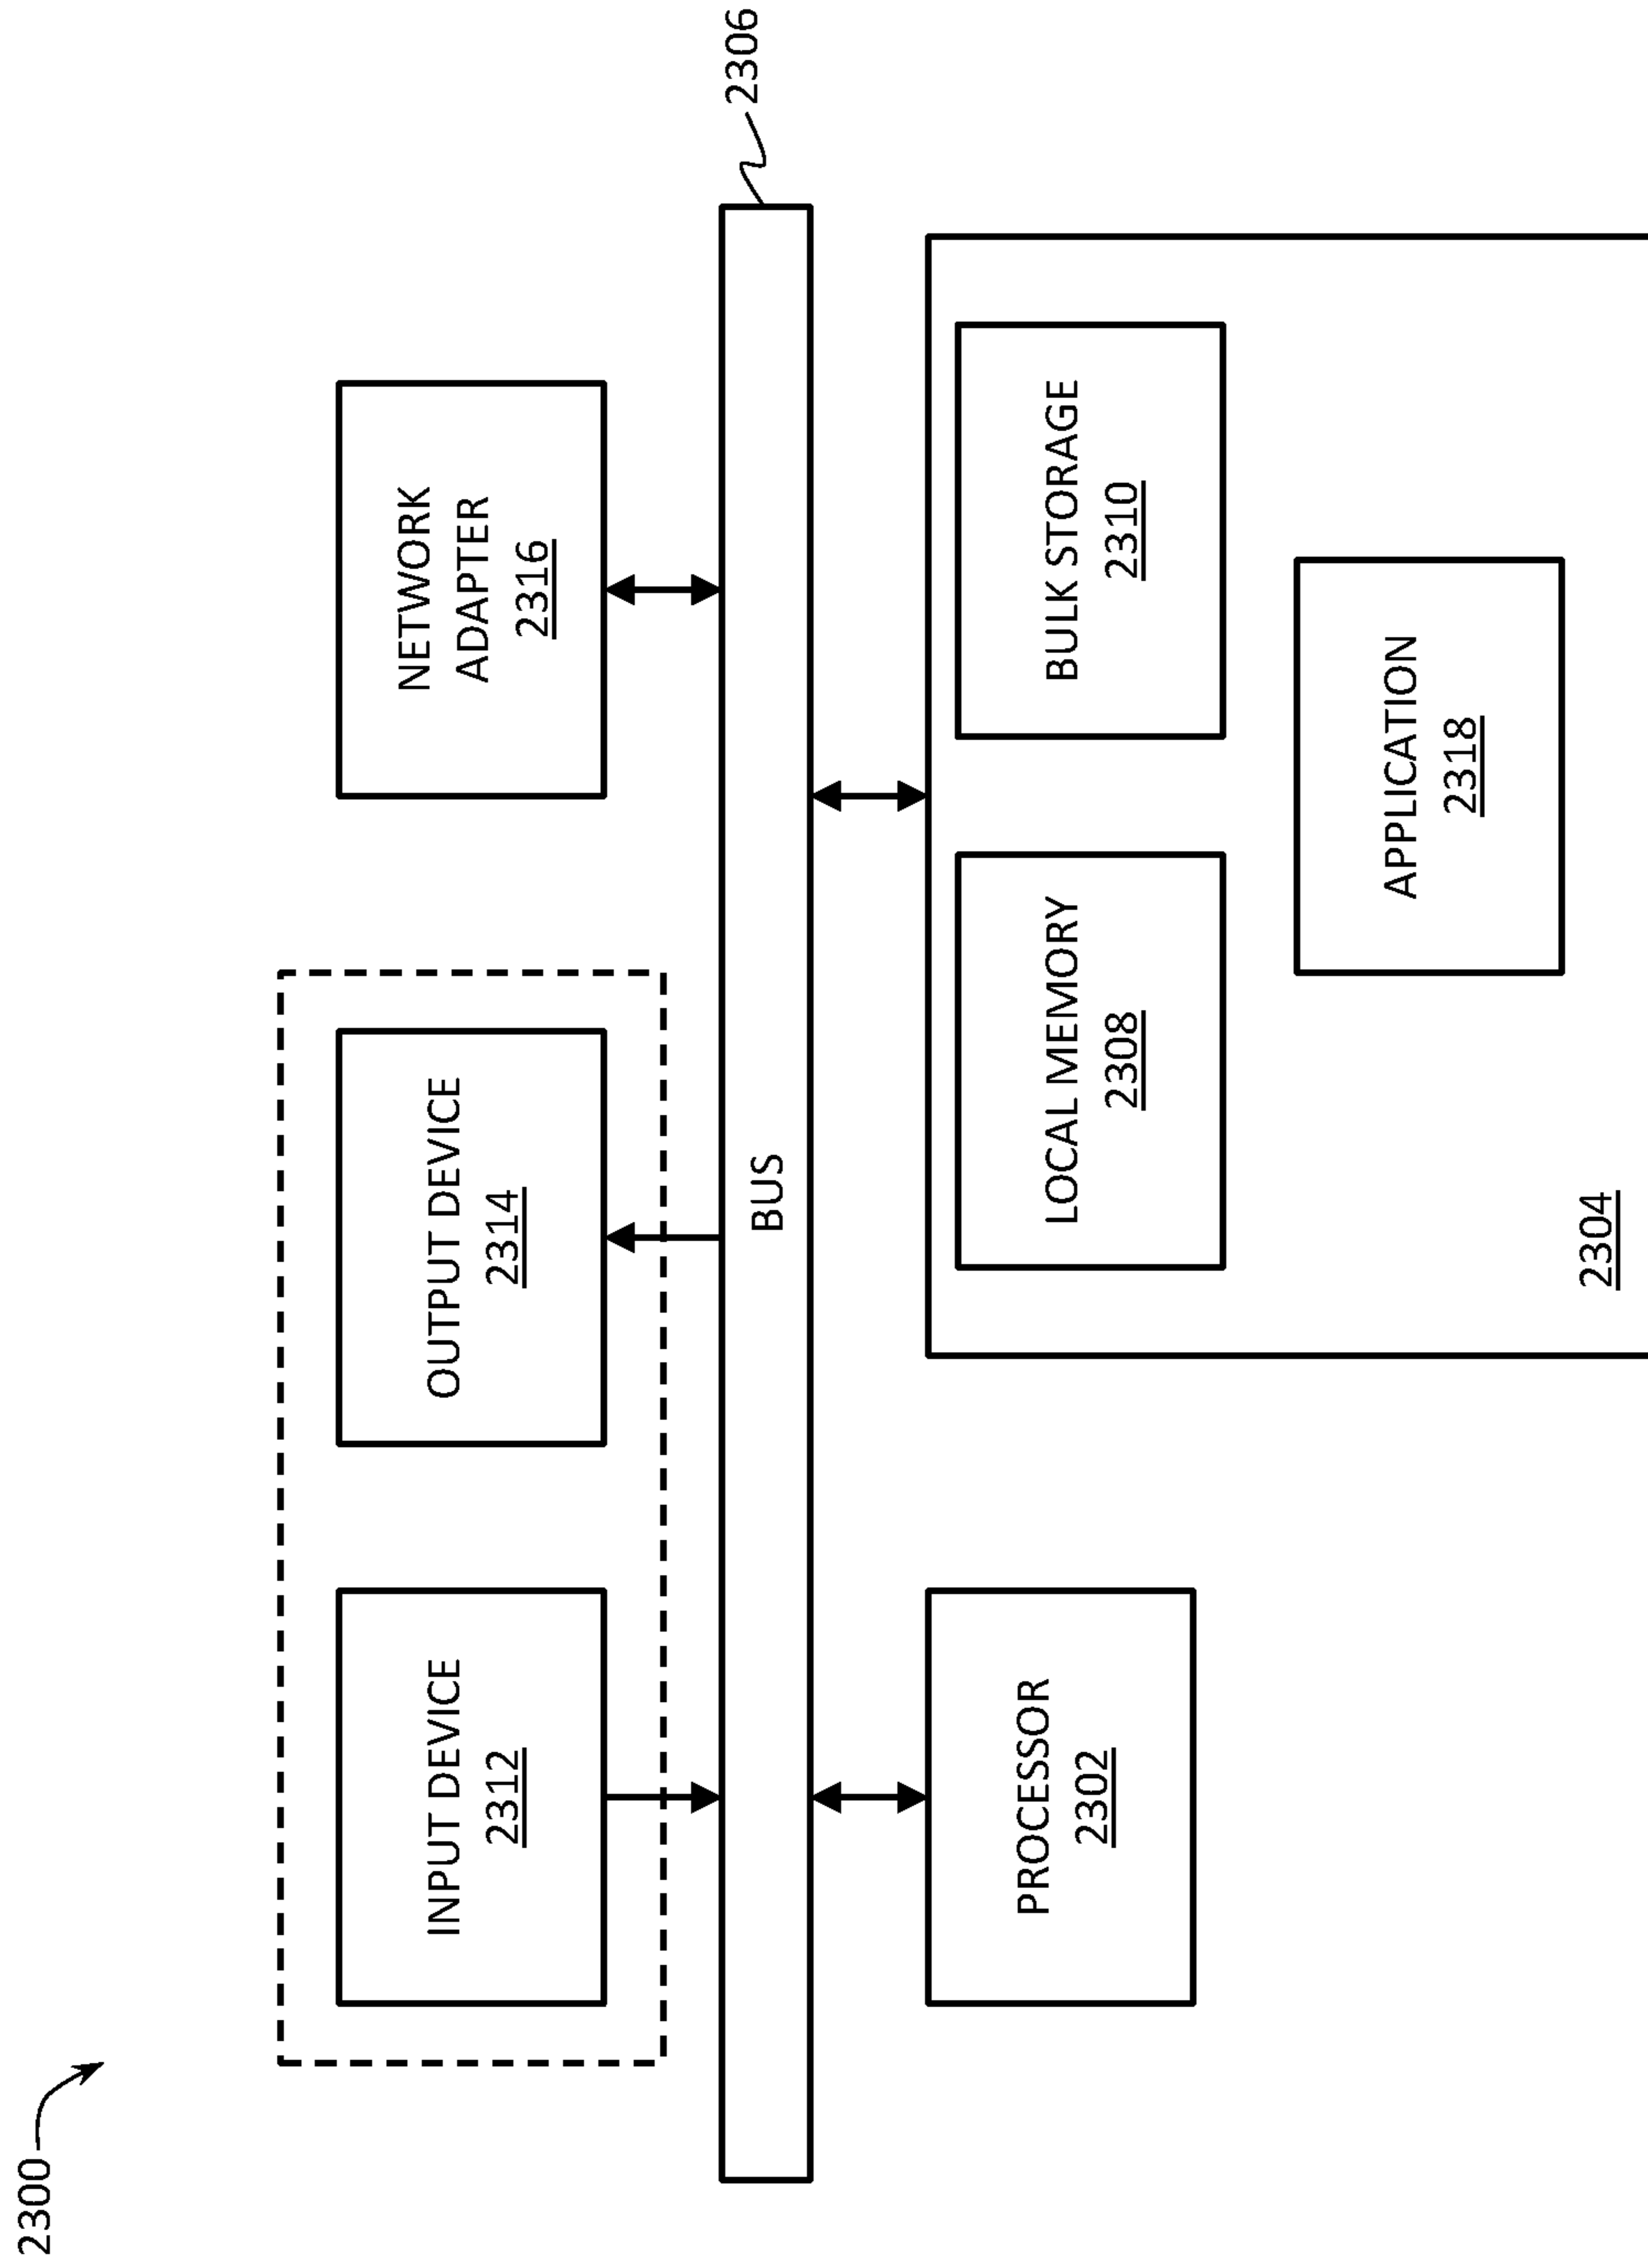 2300
INPUT DEVICE
2312
OUTPUT DEVICE
2314
NETWORK
ADAPTER
2316
BUS
2306
PROCESSOR
2302
LOCAL MEMORY
2308
BULK STORAGE
2310
APPLICATION
2318
2304